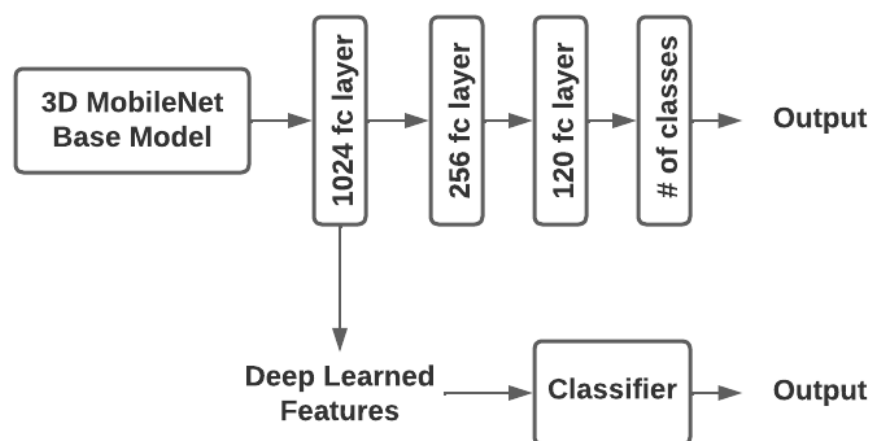 3D MobileNet
Base Model
1024 fc layer
256 fc layer
120 fc layer
# of classes
Output
Deep Learned
Features
Classifier
Output